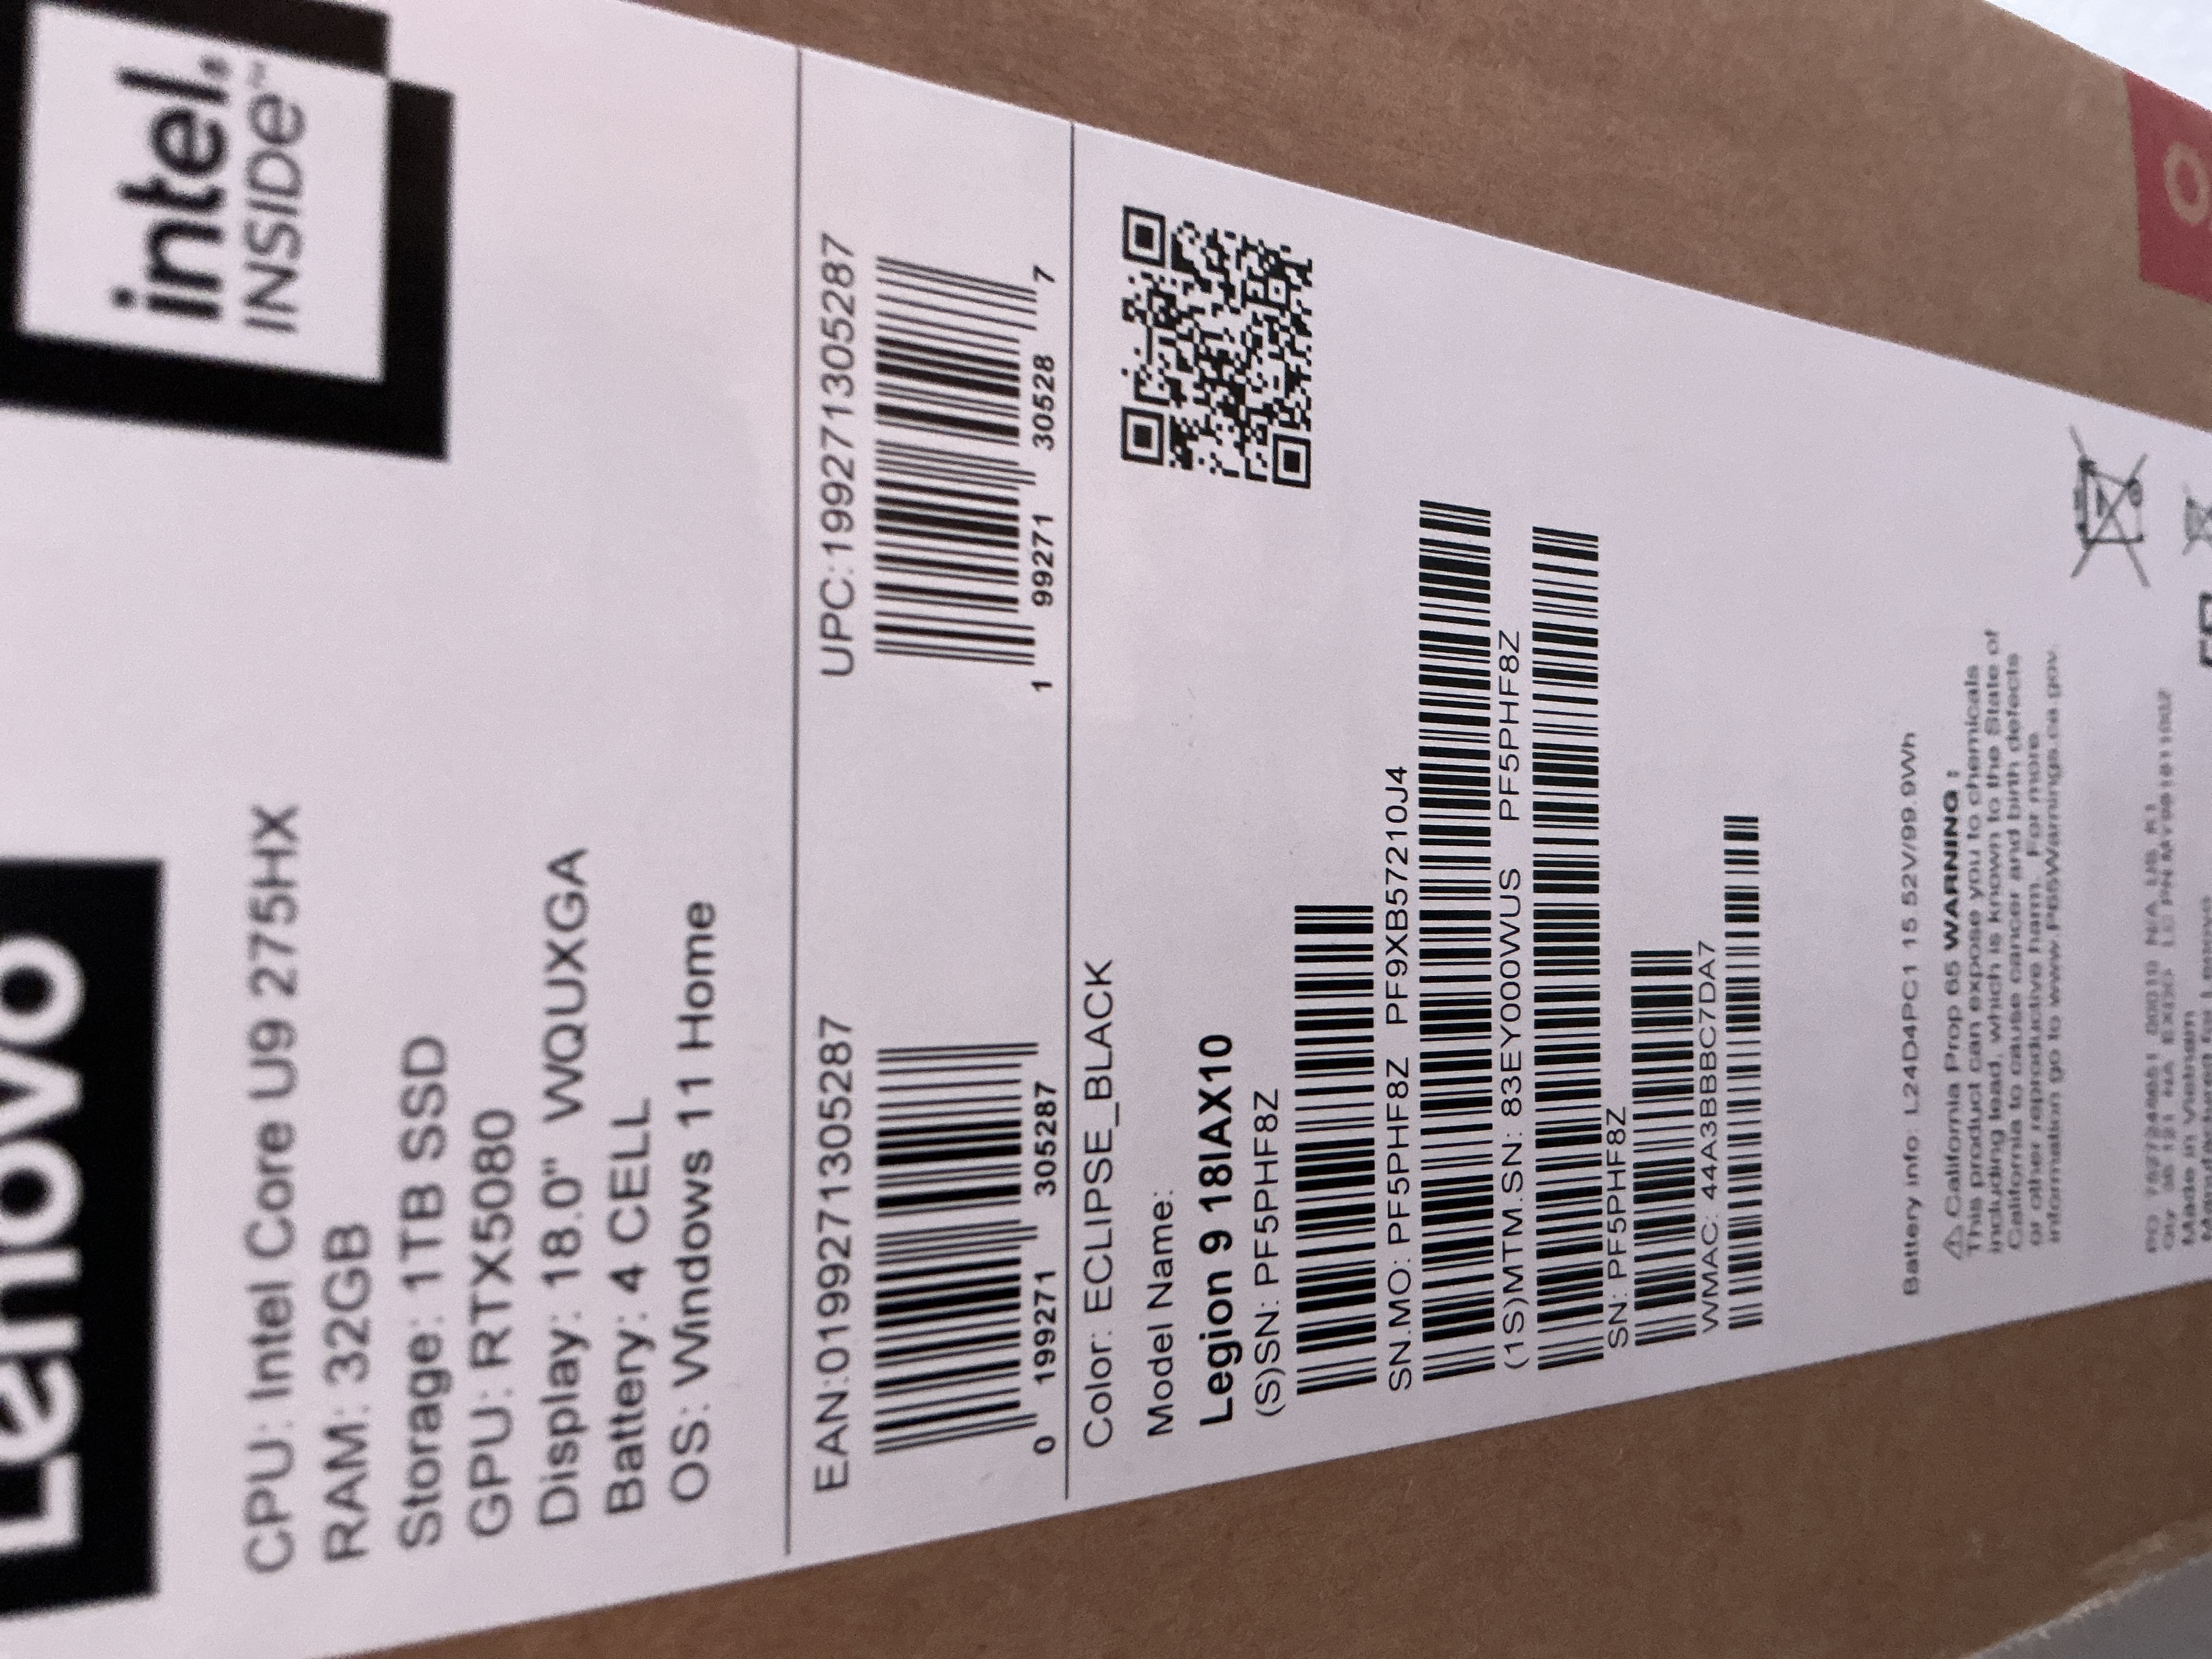 Lenovo
intel.
INSIDE™
CPU: Intel Core U9 275HX
RAM: 32GB
Storage: 1TB SSD
GPU: RTX5080
Display: 18.0" WQUXGA
Battery: 4 CELL
OS: Windows 11 Home
EAN:0199271305287
0 199271 305287
UPC:199271305287
1 99271 30528 7
Color: ECLIPSE_BLACK
Model Name:
Legion 9 18IAX10
(S)SN: PF5PHF8Z
SN.MO: PF5PHF8Z PF9XB57210J4
(1S)MTM.SN: 83EY000WUS PF5PHF8Z
SN: PF5PHF8Z
WMAC: 44A3BBBC7DA7
Battery info: L24D4PC1 15.52V/99.9Wh
⚠ California Prop 65 WARNING :
This product can expose you to chemicals
including lead, which is known to the State of
California to cause cancer and birth defects
or other reproductive harm. For more
information go to www.P65Warnings.ca.gov.
Made in Vietnam